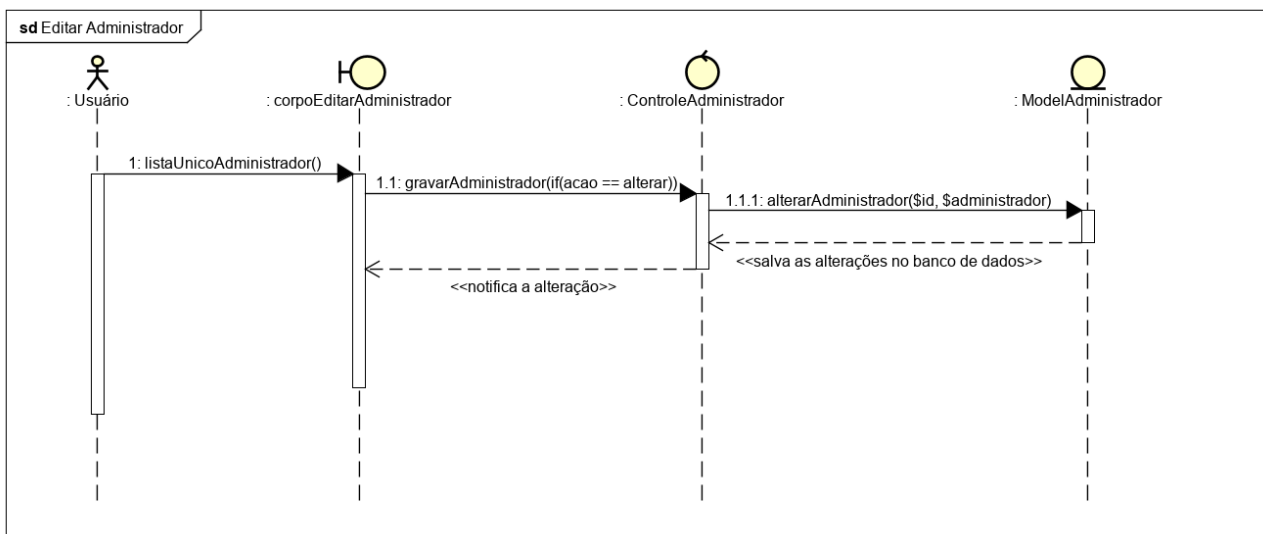 sd Editar Administrador
: Usuário
: corpoEditarAdministrador
: ControleAdministrador
: ModelAdministrador
1: listaUnicoAdministrador()
1.1: gravarAdministrador(if(acao == alterar))
1.1.1: alterarAdministrador($id, $administrador)
<<salva as alterações no banco de dados>>
<<notifica a alteração>>